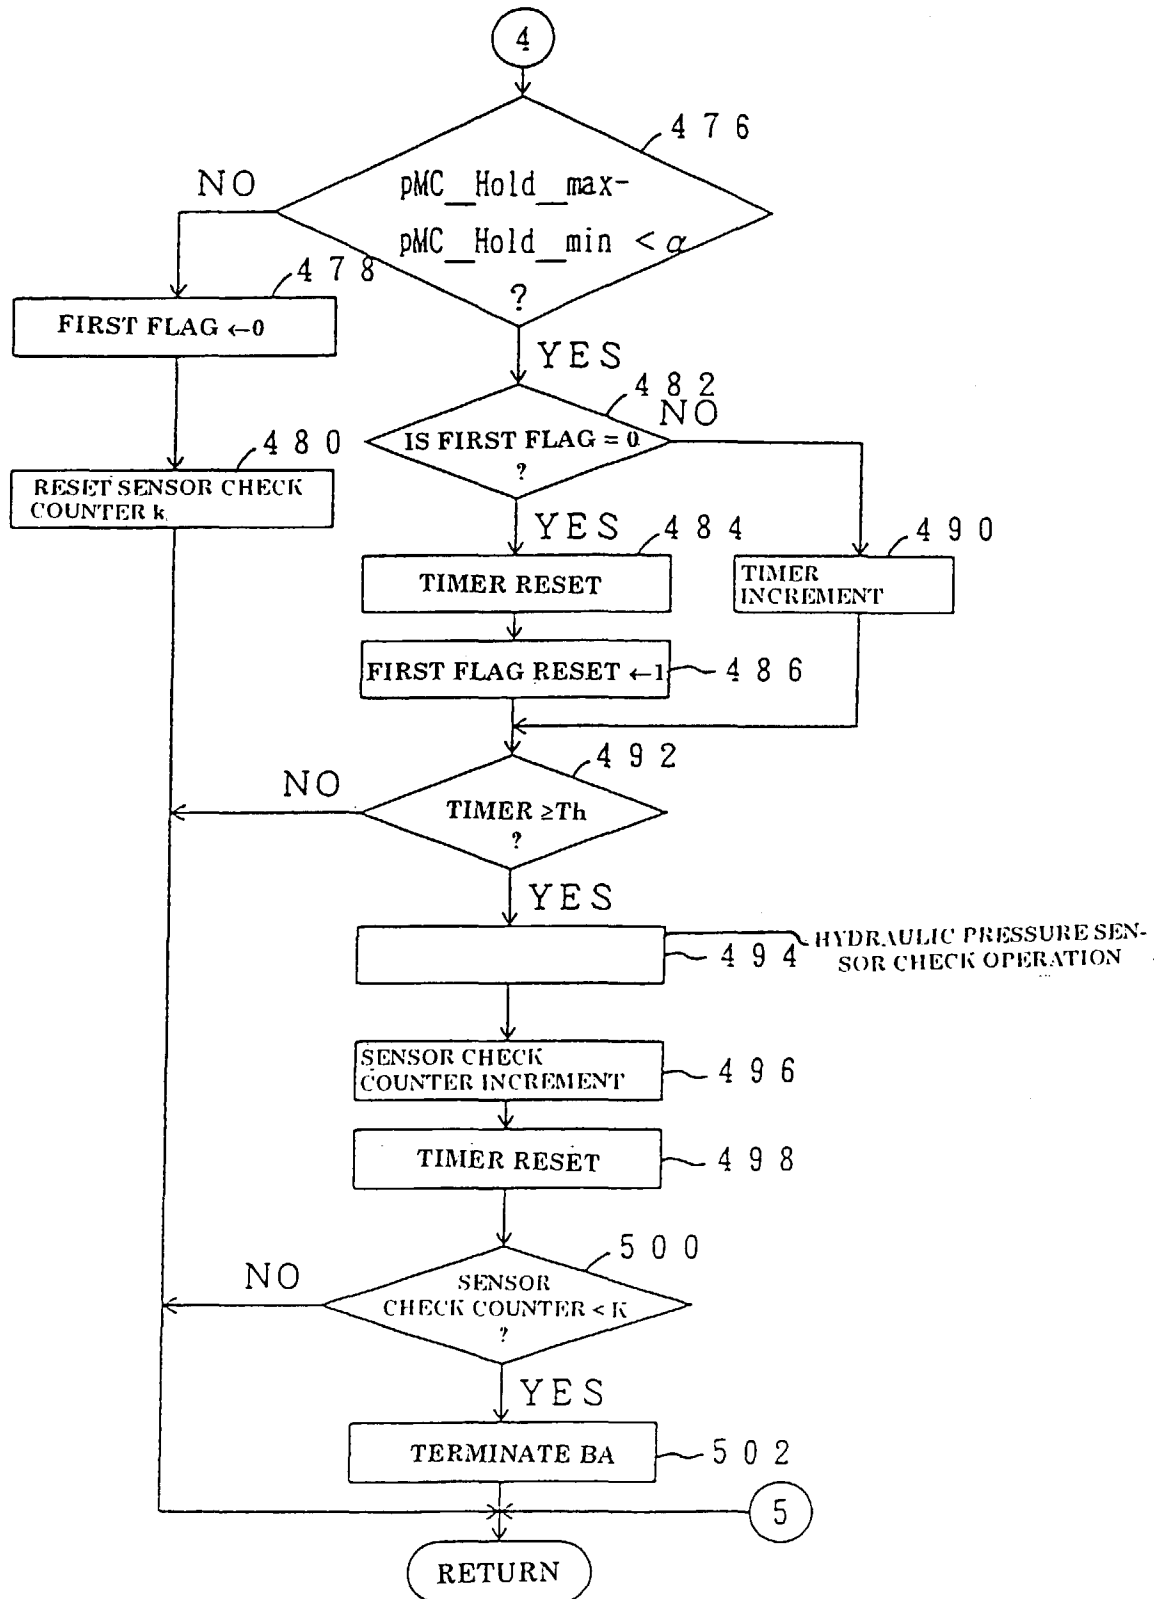 4
476
NO
pMC__Hold__max-
pMC__Hold__min < α
?
478
FIRST FLAG ←0
YES
482
NO
IS FIRST FLAG = 0
?
480
RESET SENSOR CHECK
COUNTER k
YES
484
490
TIMER RESET
TIMER
INCREMENT
FIRST FLAG RESET ←1
486
492
NO
TIMER ≥Th
?
YES
494
HYDRAULIC PRESSURE SEN-
SOR CHECK OPERATION
SENSOR CHECK
COUNTER INCREMENT
496
TIMER RESET
498
500
NO
SENSOR
CHECK COUNTER < K
?
YES
TERMINATE BA
502
5
RETURN